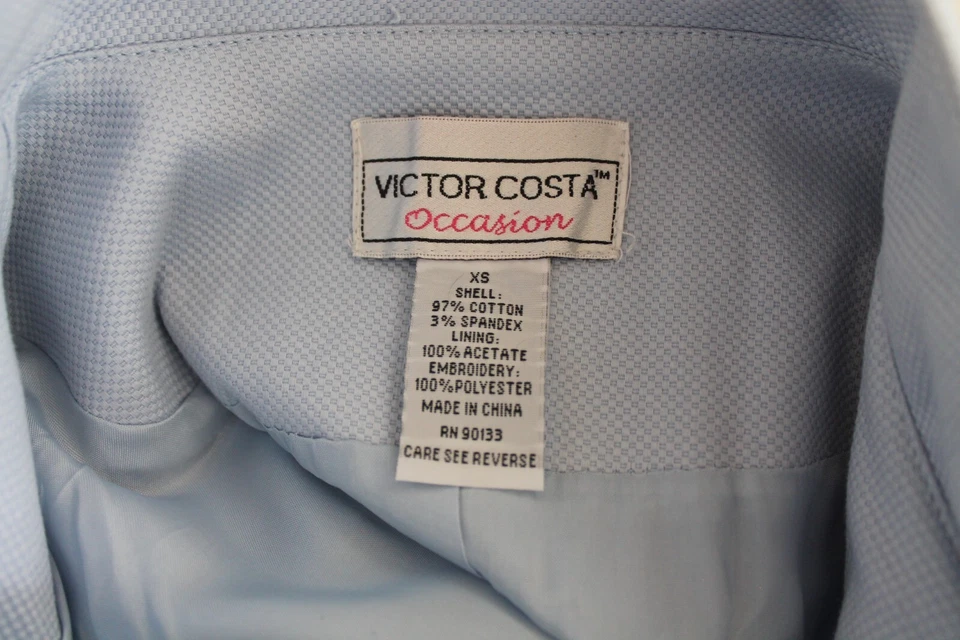 VICTOR COSTA™
Occasion
XS
SHELL:
97% COTTON
3% SPANDEX
LINING:
100% ACETATE
EMBROIDERY:
100%POLYESTER
MADE IN CHINA
RN 90133
CARE SEE REVERSE